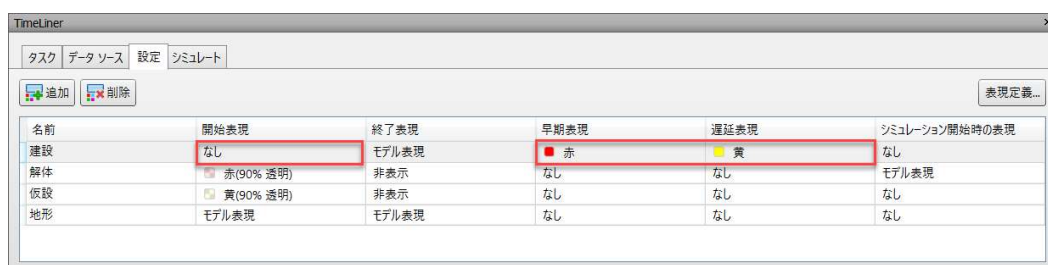 TimeLiner
タスク データ ソース 設定 シミュレート
追加 削除 表現定義...
名前 開始表現 終了表現 早期表現 遅延表現 シミュレーション開始時の表現
建設 なし モデル表現 赤 黄 なし
解体 赤(90% 透明) 非表示 なし なし モデル表現
仮設 黄(90% 透明) 非表示 なし なし なし
地形 モデル表現 モデル表現 なし なし なし